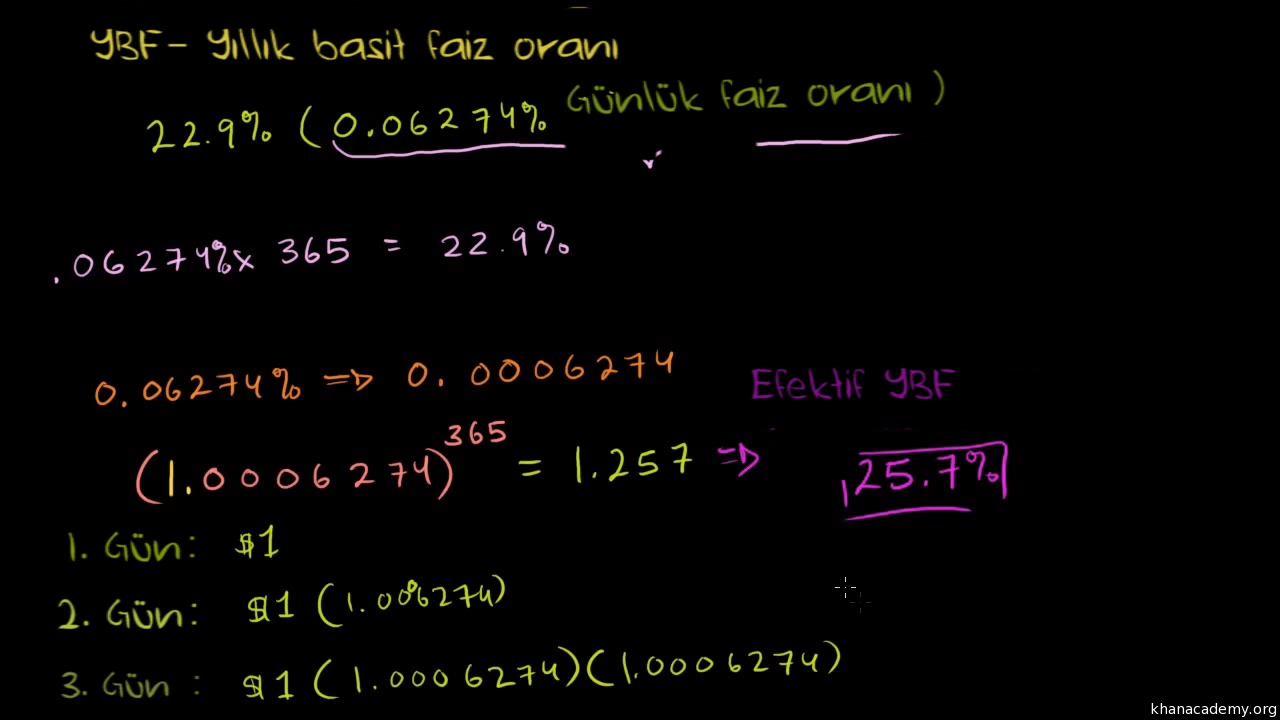 YBF - Yıllık basit faiz oranı
22.9% (0.06274% Günlük faiz oranı)
.06274% x 365 = 22.9%
0.06274% => 0.0006274
Efektif YBF
(1.0006274)^365 = 1.257 => 25.7%
1. Gün: $1
2. Gün: $1 (1.0006274)
3. Gün: $1 (1.0006274)(1.0006274)
khanacademy.org